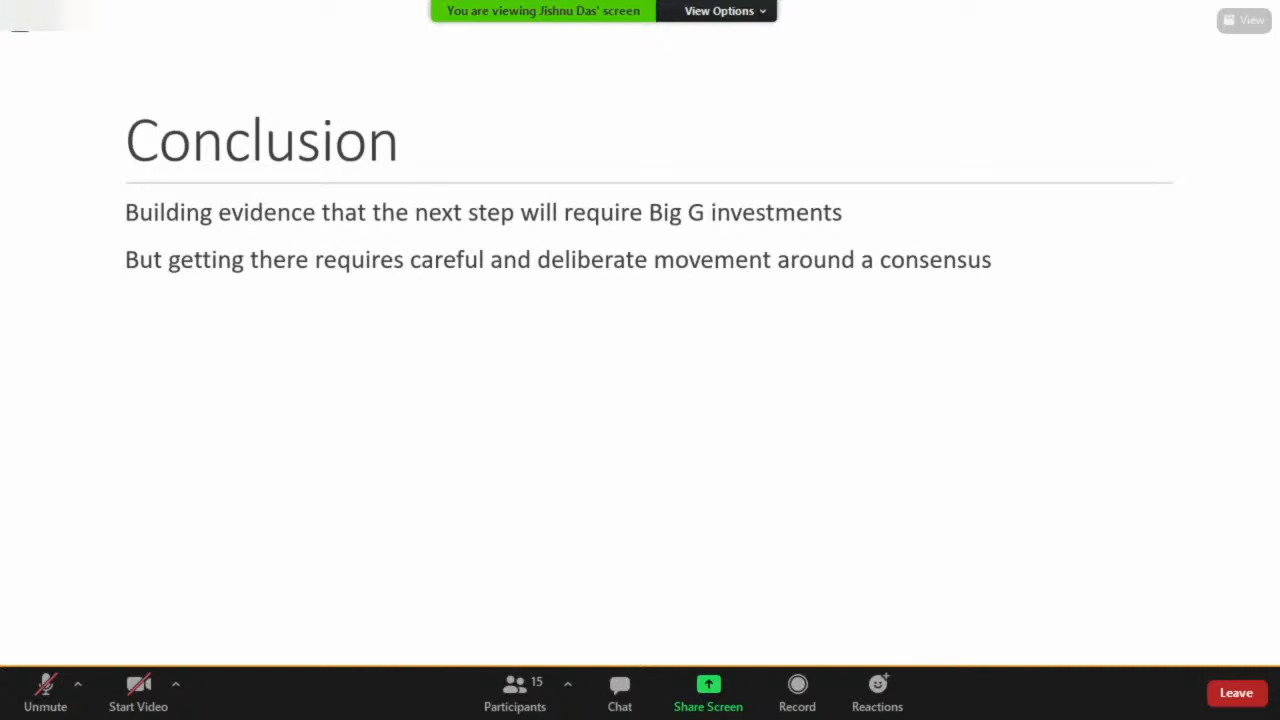 You are viewing Jishnu Das' screen
View Options
View
Conclusion
Building evidence that the next step will require Big G investments
But getting there requires careful and deliberate movement around a consensus
Unmute
Start Video
15
Participants
Chat
Share Screen
Record
Reactions
Leave